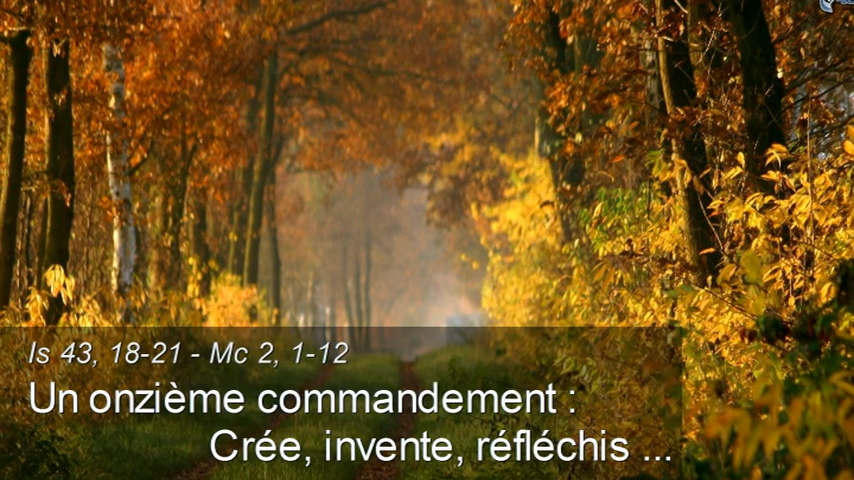 Is 43, 18-21 - Mc 2, 1-12
Un onzième commandement :
Crée, invente, réfléchis ...